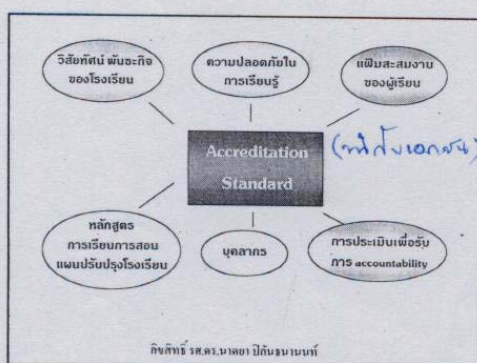 วิสัยทัศน์ พันธะกิจ
ของโรงเรียน
ความปลอดภัยใน
การเรียนรู้
แฟ้มสะสมงาน
ของผู้เรียน
Accreditation
Standard
หลักสูตร
การเรียนการสอน
แผนปรับปรุงโรงเรียน
บุคลากร
การประเมินเพื่อรับ
การ accountability
ลิขสิทธิ์ รศ.ดร.นาตยา ปิลันธนานนท์